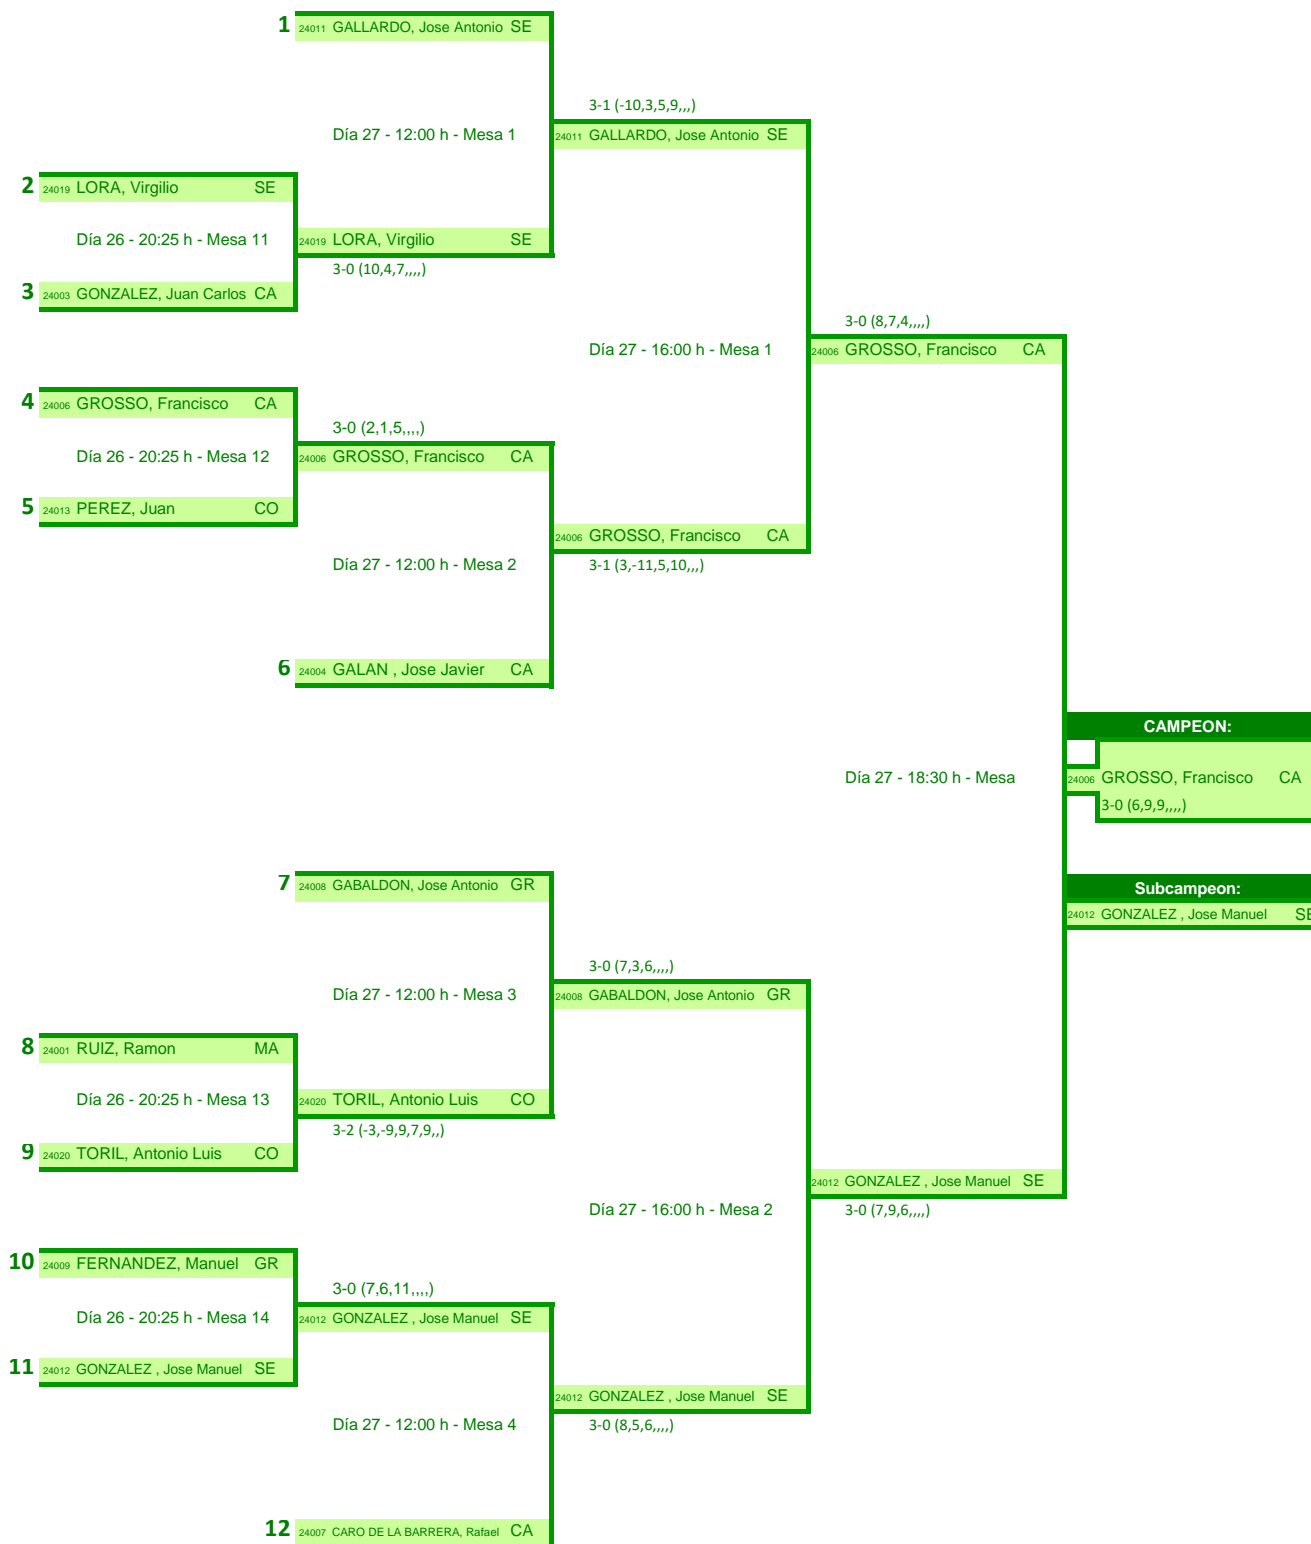 1 24011 GALLARDO, Jose Antonio SE
3-1 (-10,3,5,9,,,)
Día 27 - 12:00 h - Mesa 1
24011 GALLARDO, Jose Antonio SE
2 24019 LORA, Virgilio SE
Día 26 - 20:25 h - Mesa 11
24019 LORA, Virgilio SE
3-0 (10,4,7,,,,)
3 24003 GONZALEZ, Juan Carlos CA
3-0 (8,7,4,,,,)
Día 27 - 16:00 h - Mesa 1
24006 GROSSO, Francisco CA
4 24006 GROSSO, Francisco CA
3-0 (2,1,5,,,,)
Día 26 - 20:25 h - Mesa 12
24006 GROSSO, Francisco CA
5 24013 PEREZ, Juan CO
24006 GROSSO, Francisco CA
Día 27 - 12:00 h - Mesa 2
3-1 (3,-11,5,10,,,)
6 24004 GALAN , Jose Javier CA
CAMPEON:
Día 27 - 18:30 h - Mesa
24006 GROSSO, Francisco CA
3-0 (6,9,9,,,,)
7 24008 GABALDON, Jose Antonio GR
Subcampeon:
24012 GONZALEZ , Jose Manuel SE
3-0 (7,3,6,,,,)
Día 27 - 12:00 h - Mesa 3
24008 GABALDON, Jose Antonio GR
8 24001 RUIZ, Ramon MA
Día 26 - 20:25 h - Mesa 13
24020 TORIL, Antonio Luis CO
3-2 (-3,-9,9,7,9,,)
9 24020 TORIL, Antonio Luis CO
24012 GONZALEZ , Jose Manuel SE
Día 27 - 16:00 h - Mesa 2
3-0 (7,9,6,,,,)
10 24009 FERNANDEZ, Manuel GR
3-0 (7,6,11,,,,)
Día 26 - 20:25 h - Mesa 14
24012 GONZALEZ , Jose Manuel SE
11 24012 GONZALEZ , Jose Manuel SE
24012 GONZALEZ , Jose Manuel SE
Día 27 - 12:00 h - Mesa 4
3-0 (8,5,6,,,,)
12 24007 CARO DE LA BARRERA, Rafael CA